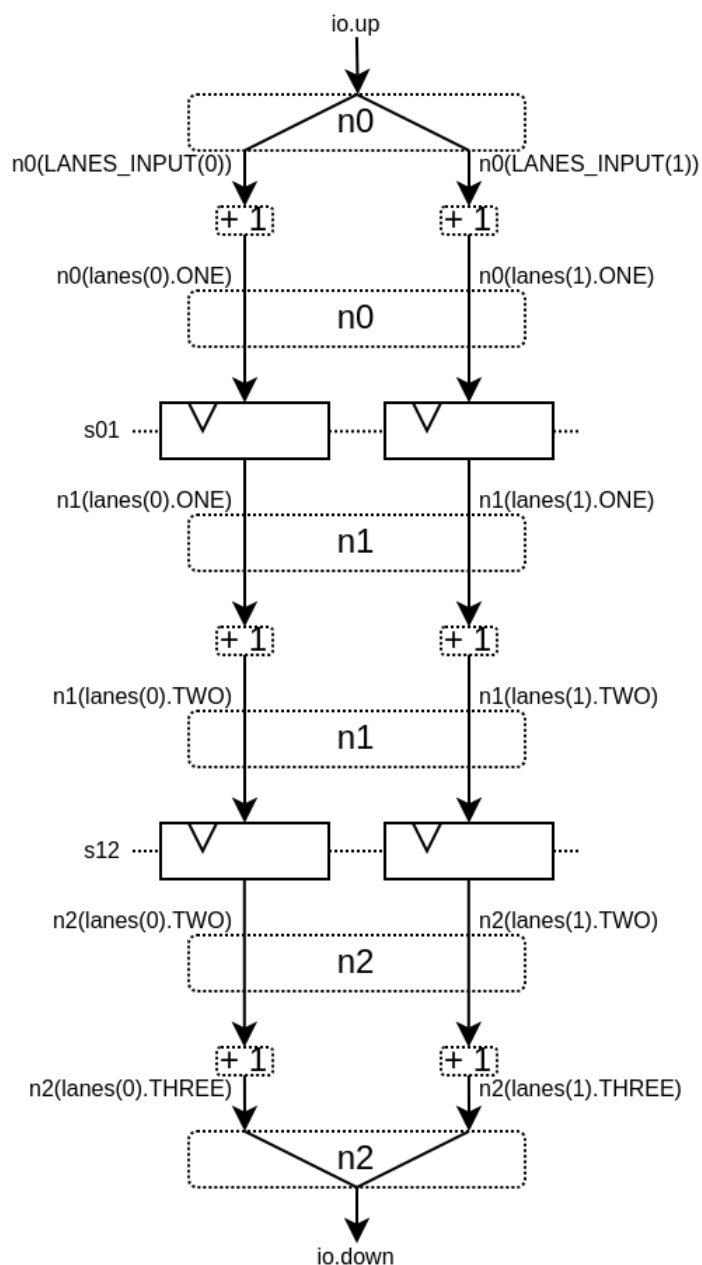 io.up
n0
n0(LANES_INPUT(0)) n0(LANES_INPUT(1))
+ 1 + 1
n0(lanes(0).ONE) n0(lanes(1).ONE)
n0
s01
n1(lanes(0).ONE) n1(lanes(1).ONE)
n1
+ 1 + 1
n1(lanes(0).TWO) n1(lanes(1).TWO)
n1
s12
n2(lanes(0).TWO) n2(lanes(1).TWO)
n2
+ 1 + 1
n2(lanes(0).THREE) n2(lanes(1).THREE)
n2
io.down